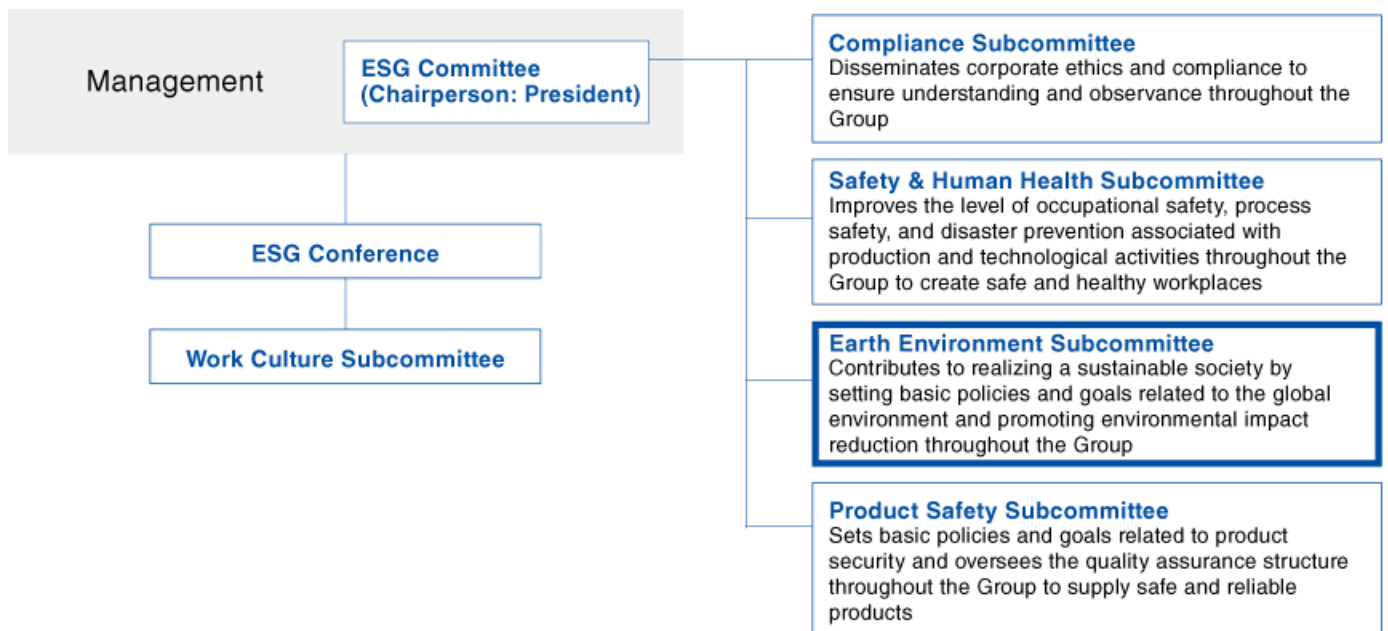 Management
ESG Committee
(Chairperson: President)
ESG Conference
Work Culture Subcommittee
Compliance Subcommittee
Disseminates corporate ethics and compliance to
ensure understanding and observance throughout the
Group
Safety & Human Health Subcommittee
Improves the level of occupational safety, process
safety, and disaster prevention associated with
production and technological activities throughout the
Group to create safe and healthy workplaces
Earth Environment Subcommittee
Contributes to realizing a sustainable society by
setting basic policies and goals related to the global
environment and promoting environmental impact
reduction throughout the Group
Product Safety Subcommittee
Sets basic policies and goals related to product
security and oversees the quality assurance structure
throughout the Group to supply safe and reliable
products